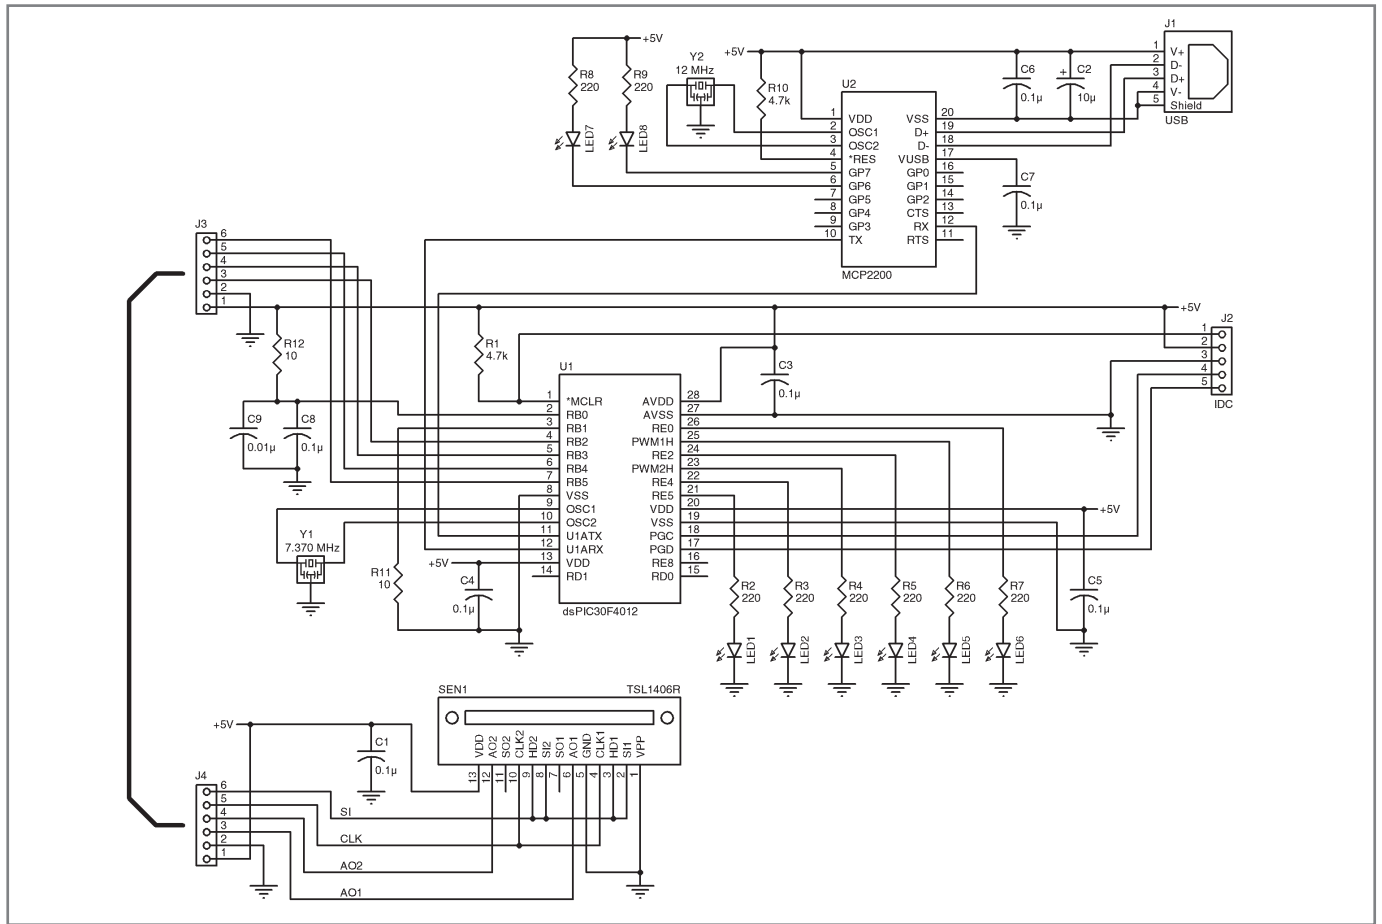 J1
+5V
Y2
+5V
1 V+
R8
220
R9
220
12 MHz
2 D-
R10
4.7k
U2
C6
0.1µ
+ C2
10µ
3 D+
4 V-
5 Shield
USB
LED7
LED8
1 VDD VSS 20
2 OSC1 D+ 19
3 OSC2 D- 18
4 *RES VUSB 17
5 GP7 GP0 16
6 GP6 GP1 15
7 GP5 GP2 14
8 GP4 CTS 13
9 GP3 RX 12
10 TX RTS 11
MCP2200
C7
0.1µ
J3
6
5
4
3
2
1
+5V
J2
1
2
3
4
5
IDC
R12
10
R1
4.7k
C3
0.1µ
U1
1 *MCLR AVDD 28
2 RB0 AVSS 27
3 RB1 RE0 26
4 RB2 PWM1H 25
5 RB3 RE2 24
6 RB4 PWM2H 23
7 RB5 RE4 22
8 VSS RE5 21
9 OSC1 VDD 20
10 OSC2 VSS 19
11 U1ATX PGC 18
12 U1ARX PGD 17
13 VDD RE8 16
14 RD1 RD0 15
dsPIC30F4012
C9
0.01µ
C8
0.1µ
+5V
Y1
7.370 MHz
+5V
R11
10
C4
0.1µ
R2
220
R3
220
R4
220
R5
220
R6
220
R7
220
C5
0.1µ
LED1
LED2
LED3
LED4
LED5
LED6
SEN1 TSL1406R
+5V
C1
0.1µ
VDD
AO2
SO2
CLK2
HD2
SI2
SO1
AO1
GND
CLK1
HD1
SI1
VPP
13
12
11
10
9
8
7
6
5
4
3
2
1
J4
6
5
4
3
2
1
SI
CLK
AO2
AO1